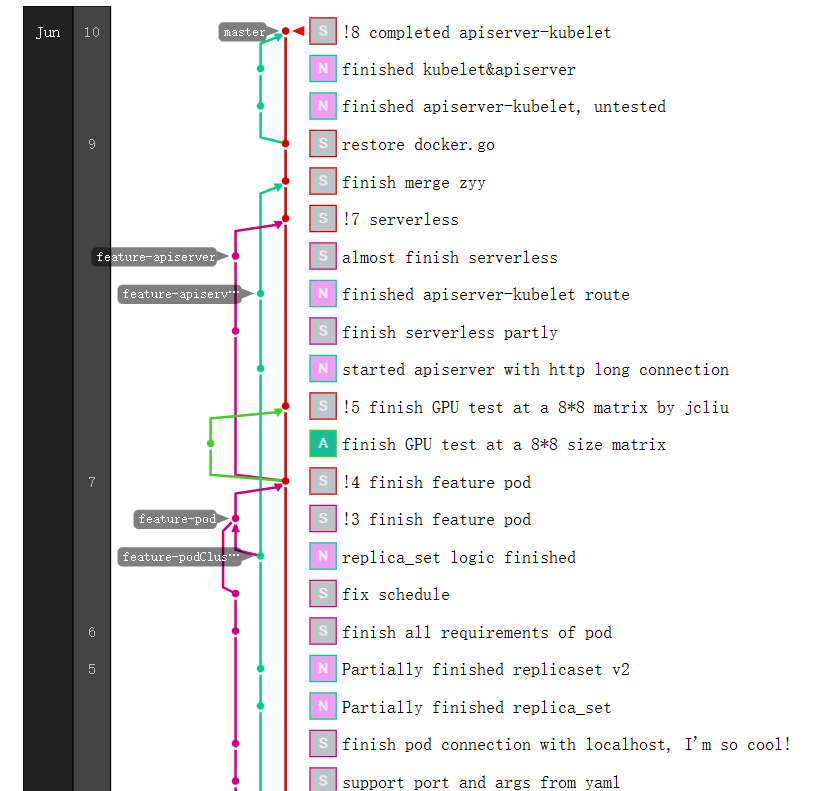 Jun 10 master S !8 completed apiserver-kubelet
N finished kubelet&apiserver
N finished apiserver-kubelet, untested
9 S restore docker.go
S finish merge zyy
S !7 serverless
feature-apiserver S almost finish serverless
feature-apiserv… N finished apiserver-kubelet route
S finish serverless partly
N started apiserver with http long connection
S !5 finish GPU test at a 8*8 matrix by jcliu
A finish GPU test at a 8*8 size matrix
7 S !4 finish feature pod
feature-pod S !3 finish feature pod
feature-podClus… N replica_set logic finished
S fix schedule
6 S finish all requirements of pod
5 N Partially finished replicaset v2
N Partially finished replica_set
S finish pod connection with localhost, I'm so cool!
S support port and args from yaml